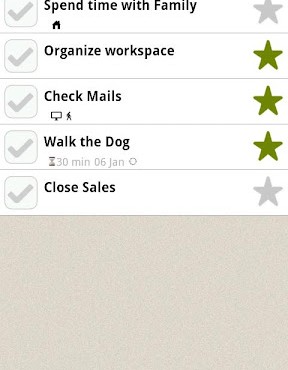 Spend time with Family
Organize workspace
Check Mails
Walk the Dog
30 min 06 Jan
Close Sales